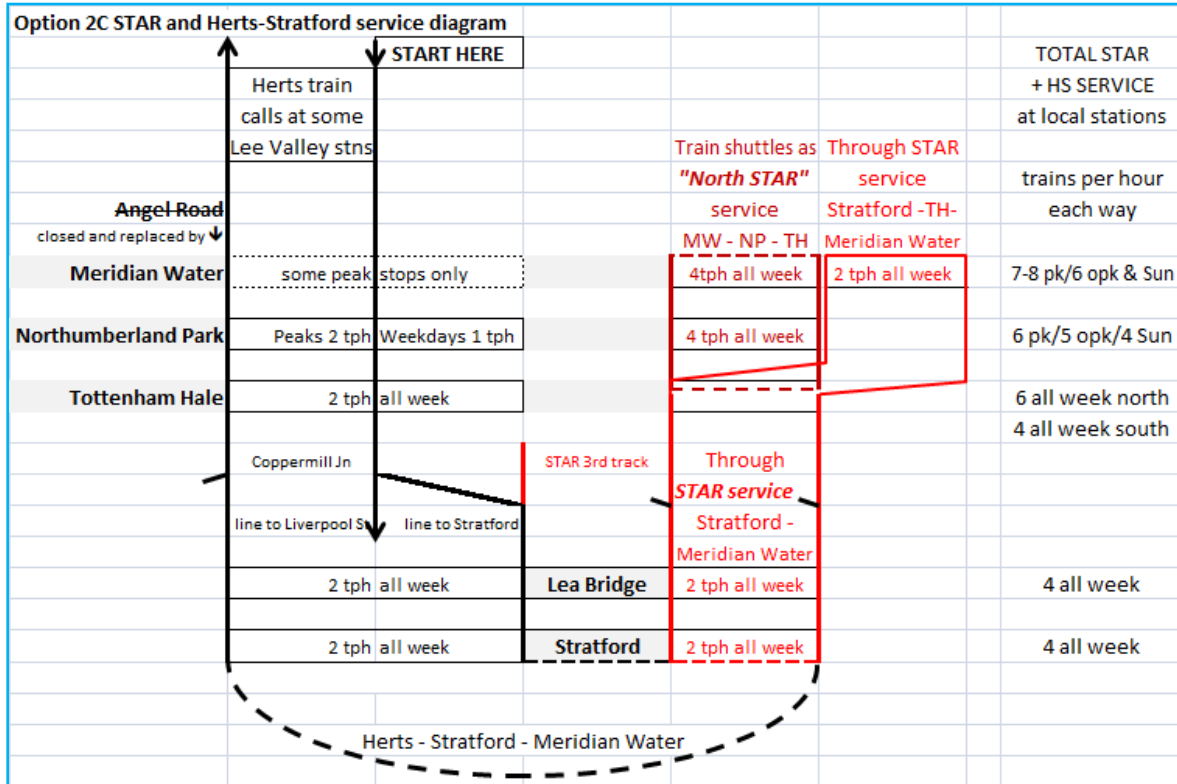 Option 2C STAR and Herts-Stratford service diagram
START HERE
TOTAL STAR
Herts train
+ HS SERVICE
calls at some
at local stations
Lee Valley stns
Train shuttles as
Through STAR
"North STAR"
service
trains per hour
Angel Road
service
Stratford -TH-
each way
closed and replaced by
MW - NP - TH
Meridian Water
Meridian Water
some peak stops only
4tph all week
2 tph all week
7-8 pk/6 opk & Sun
Northumberland Park
Peaks 2 tph
Weekdays 1 tph
4 tph all week
6 pk/5 opk/4 Sun
Tottenham Hale
2 tph all week
6 all week north
4 all week south
Coppermill Jn
STAR 3rd track
Through
STAR service
line to Liverpool S
line to Stratford
Stratford -
Meridian Water
2 tph all week
Lea Bridge
2 tph all week
4 all week
2 tph all week
Stratford
2 tph all week
4 all week
Herts - Stratford - Meridian Water